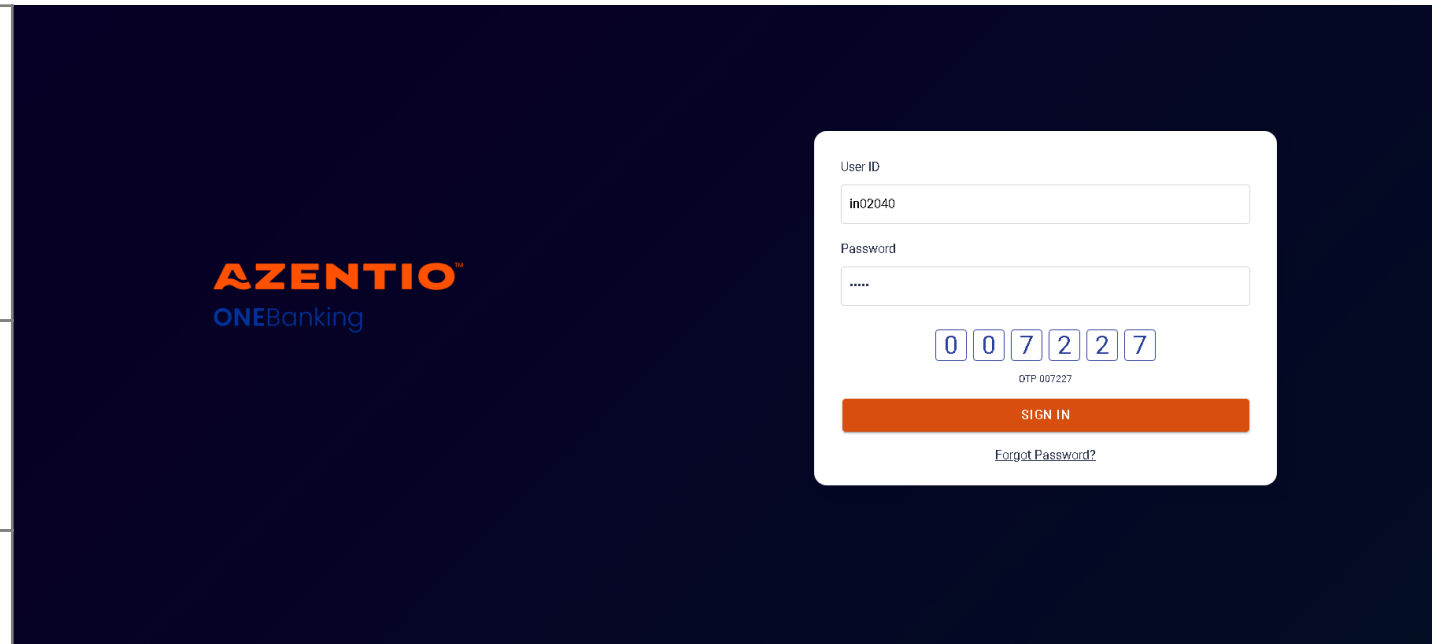 AZENTIO™
ONEBanking
User ID
in02040
Password
•••••
0 0 7 2 2 7
OTP 007227
SIGN IN
Forgot Password?